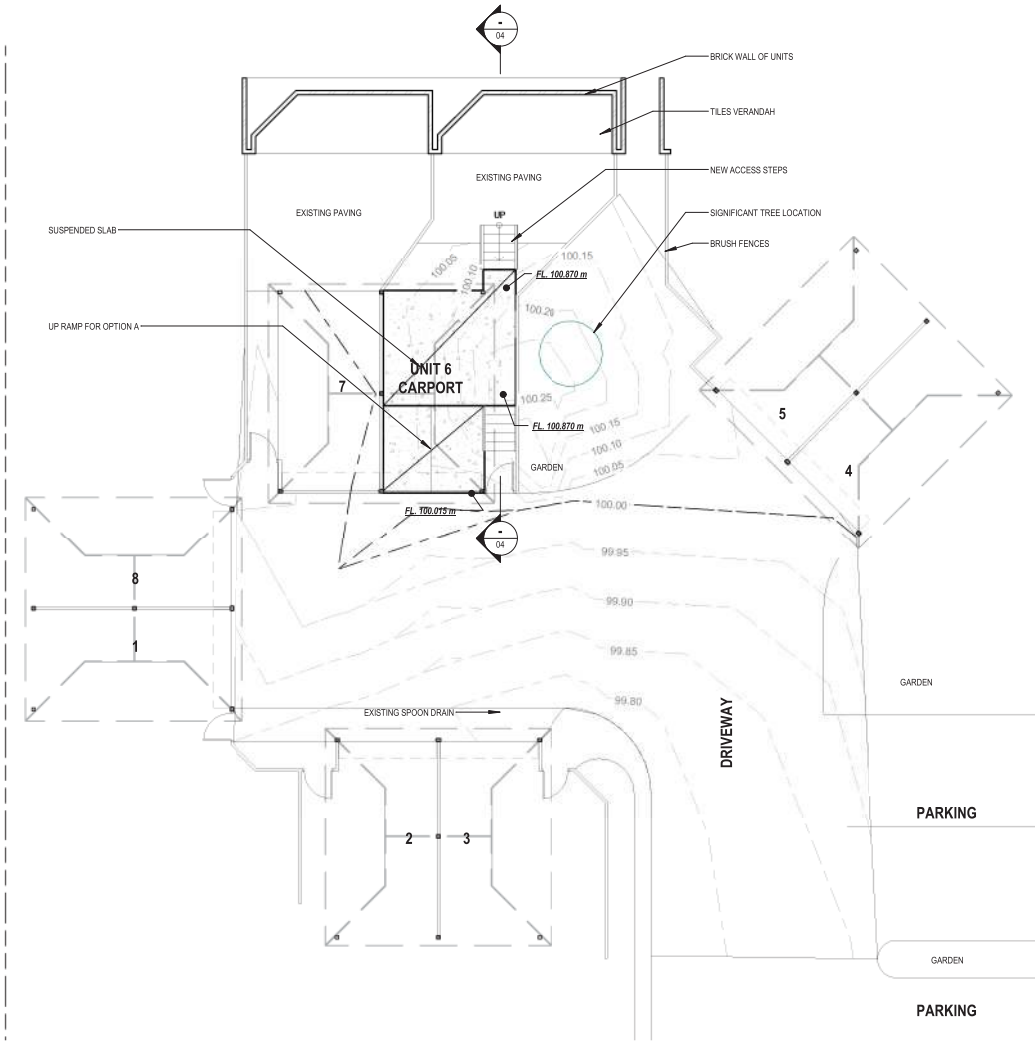 -
04
BRICK WALL OF UNITS
TILES VERANDAH
EXISTING PAVING
NEW ACCESS STEPS
EXISTING PAVING
UP
SIGNIFICANT TREE LOCATION
SUSPENDED SLAB
BRUSH FENCES
100.05
100.10
100.15
FL. 100.870 m
100.20
UP RAMP FOR OPTION A
UNIT 6
CARPORT
7
100.25
5
FL. 100.870 m
100.15
100.10
100.05
GARDEN
4
100.00
FL. 100.015 m
-
04
99.95
8
99.90
1
99.85
GARDEN
99.80
EXISTING SPOON DRAIN
DRIVEWAY
PARKING
2
3
GARDEN
PARKING